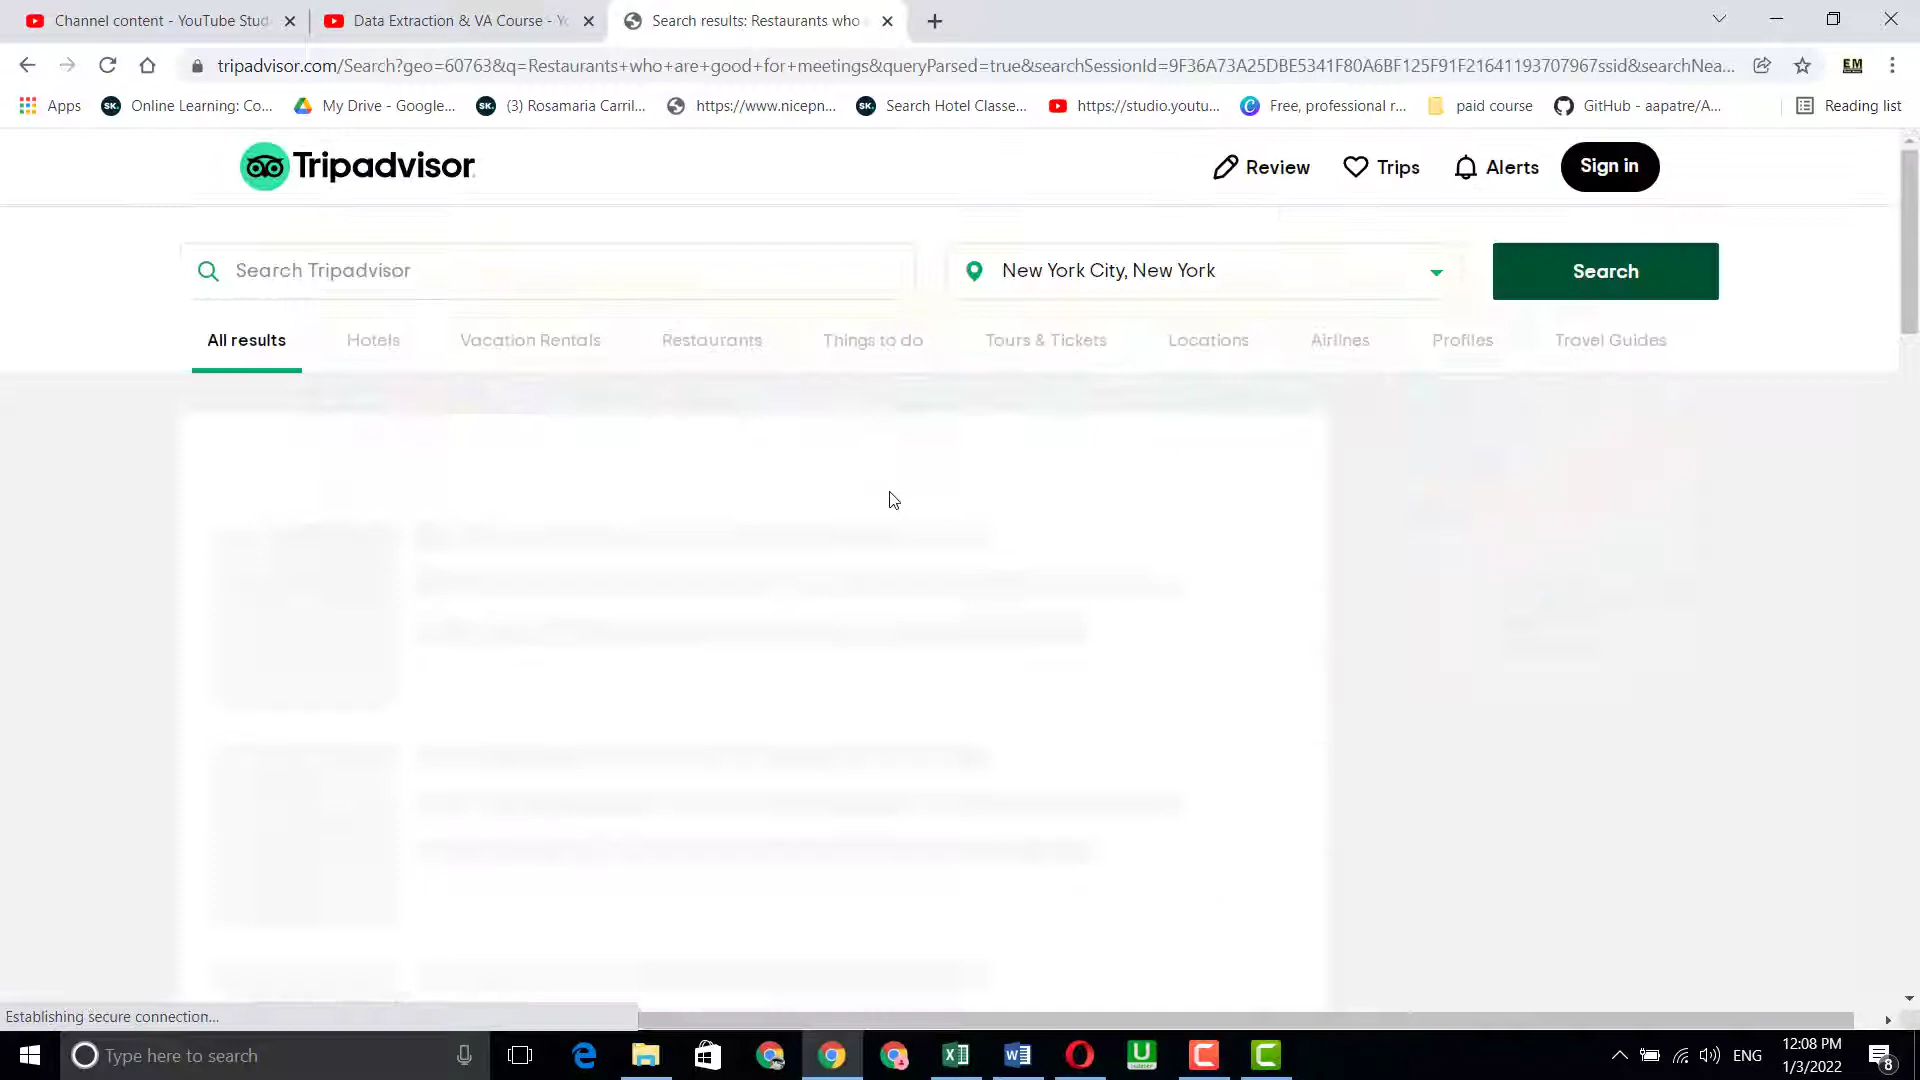 Channel content - YouTube Stud
Data Extraction & VA Course - Yo
Search results: Restaurants who
tripadvisor.com/Search?geo=60763&q=Restaurants+who+are+good+for+meetings&queryParsed=true&searchSessionId=9F36A73A25DBE5341F80A6BF125F91F21641193707967ssid&searchNea...
EM
Apps
Online Learning: Co...
My Drive - Google...
(3) Rosamaria Carril...
https://www.nicepn...
Search Hotel Classe...
https://studio.youtu...
Free, professional r...
paid course
GitHub - aapatre/A...
Reading list
Tripadvisor
Review
Trips
Alerts
Sign in
Search Tripadvisor
New York City, New York
Search
All results
Hotels
Vacation Rentals
Restaurants
Things to do
Tours & Tickets
Locations
Airlines
Profiles
Travel Guides
Establishing secure connection...
Type here to search
ENG
12:08 PM
1/3/2022
8